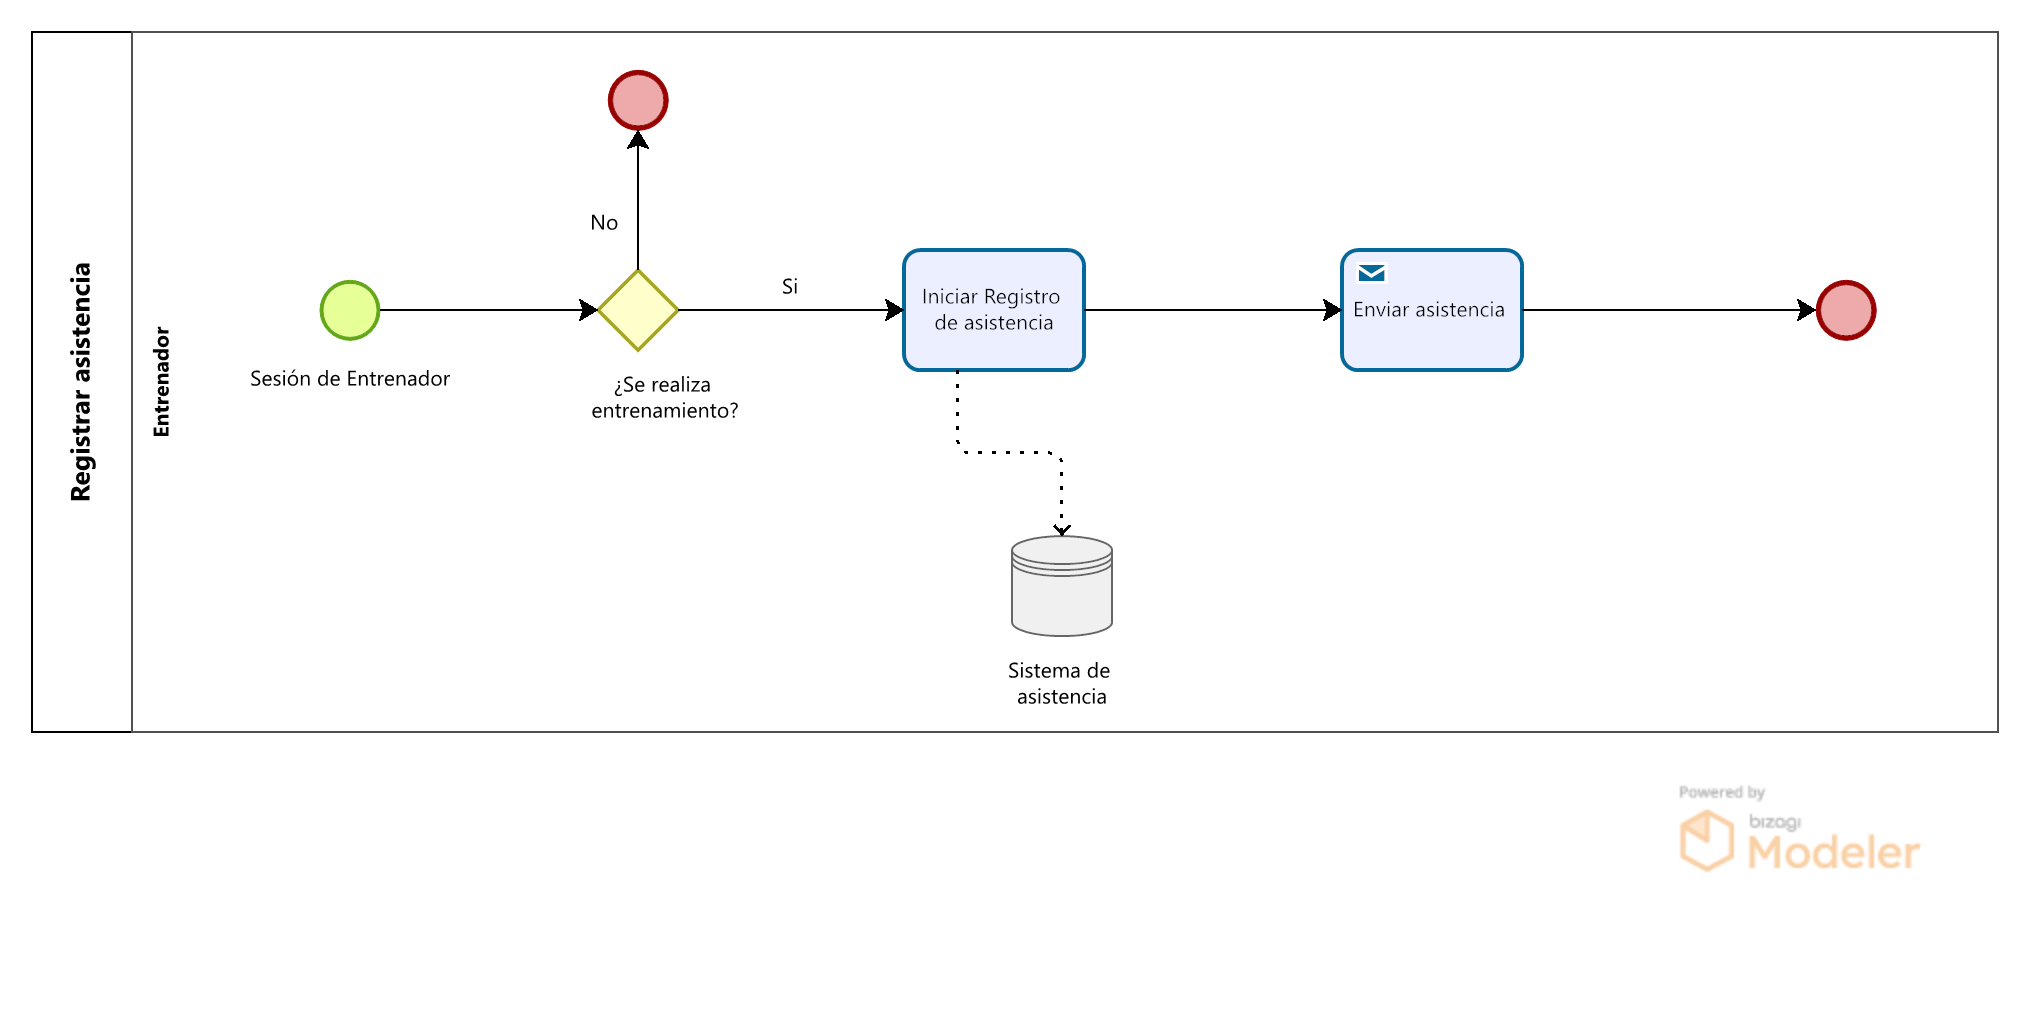 Registrar asistencia
Entrenador
Sesión de Entrenador
No
¿Se realiza
entrenamiento?
Si
Iniciar Registro
de asistencia
Enviar asistencia
Sistema de
asistencia
Powered by
bizagi
Modeler